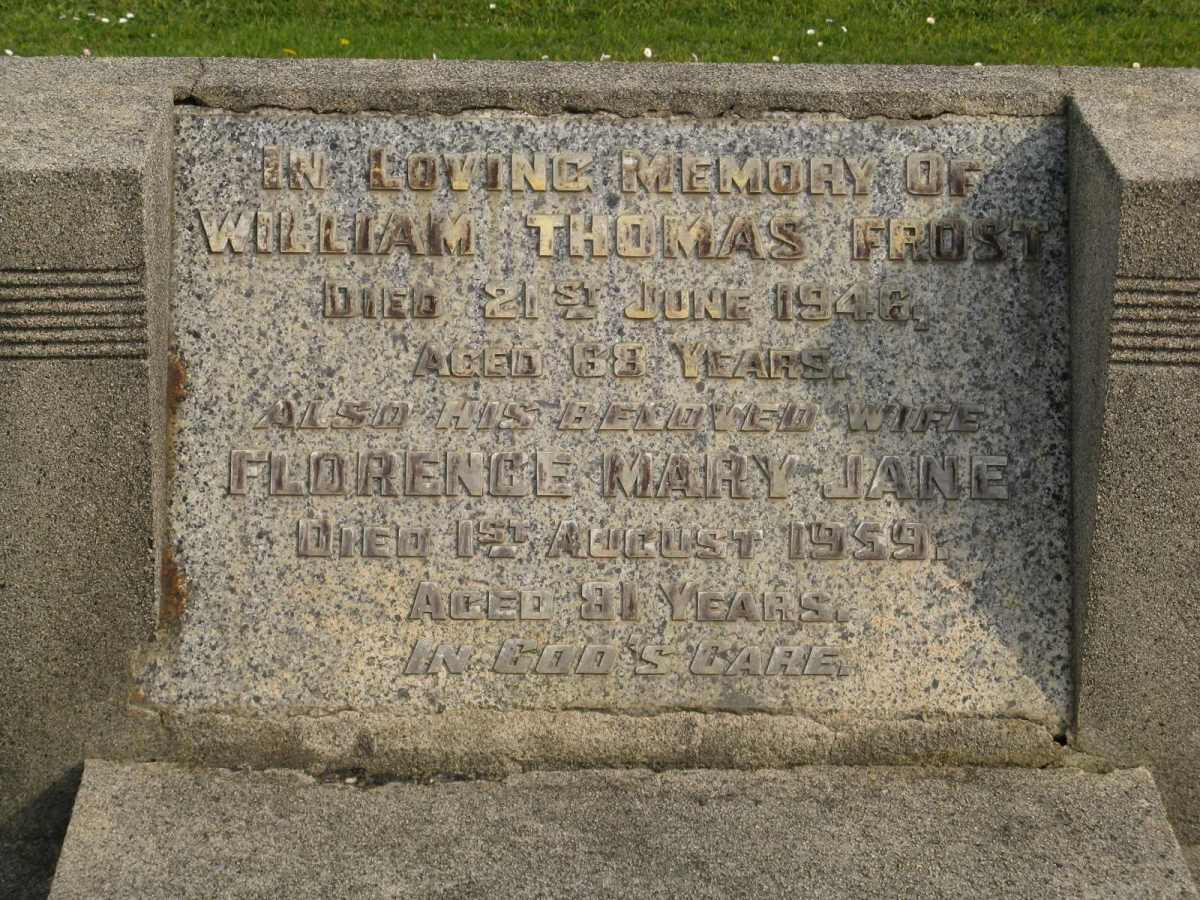 In Loving Memory Of
WILLIAM THOMAS FROST
Died 21st June 1946,
Aged 68 Years.
Also His Beloved Wife
FLORENCE MARY JANE
Died 1st August 1959.
Aged 81 Years.
In God's Care.